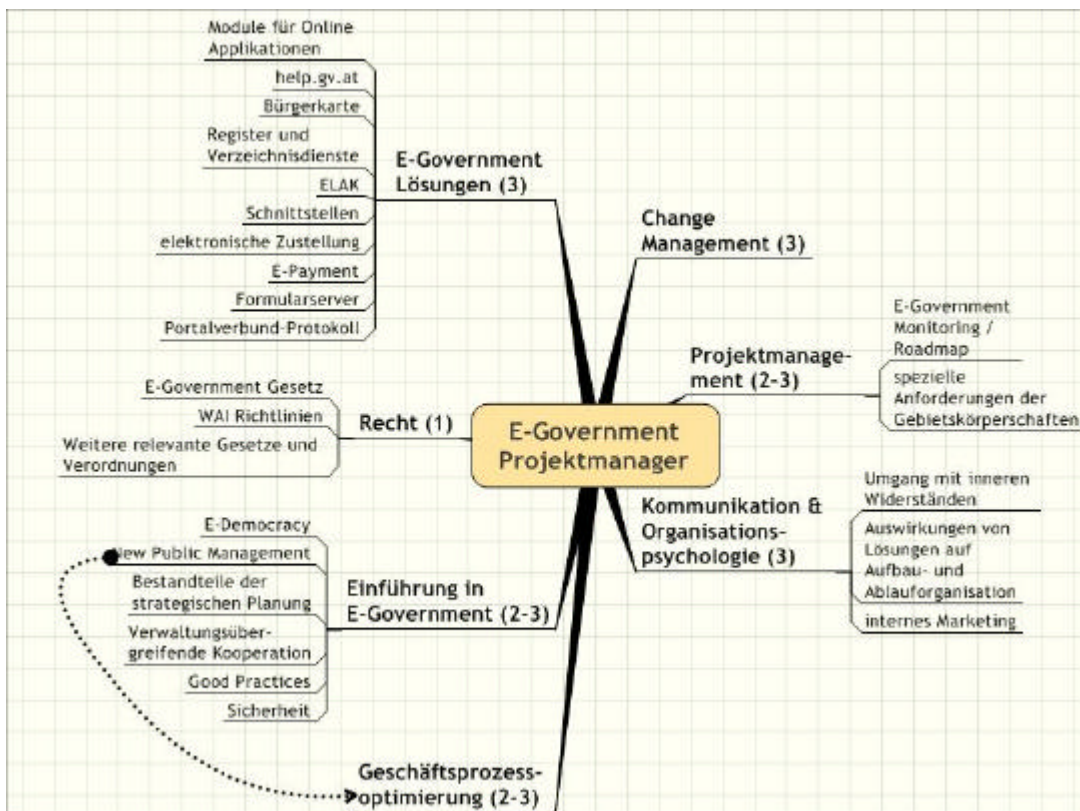 Module für Online
Applikationen
help.gv.at
Bürgerkarte
Register und
Verzeichnisdienste
ELAK
Schnittstellen
elektronische Zustellung
E-Payment
Formularserver
Portalverbund-Protokoll
E-Government
Lösungen (3)
E-Government Gesetz
WAI Richtlinien
Weitere relevante Gesetze und
Verordnungen
Recht (1)
E-Democracy
New Public Management
Bestandteile der
strategischen Planung
Verwaltungsüber-
greifende Kooperation
Good Practices
Sicherheit
Einführung in
E-Government (2-3)
Geschäftsprozess-
optimierung (2-3)
E-Government
Projektmanager
Change
Management (3)
Projektmanage-
ment (2-3)
E-Government
Monitoring /
Roadmap
spezielle
Anforderungen der
Gebietskörperschaften
Kommunikation &
Organisations-
psychologie (3)
Umgang mit inneren
Widerständen
Auswirkungen von
Lösungen auf
Aufbau- und
Ablauforganisation
internes Marketing